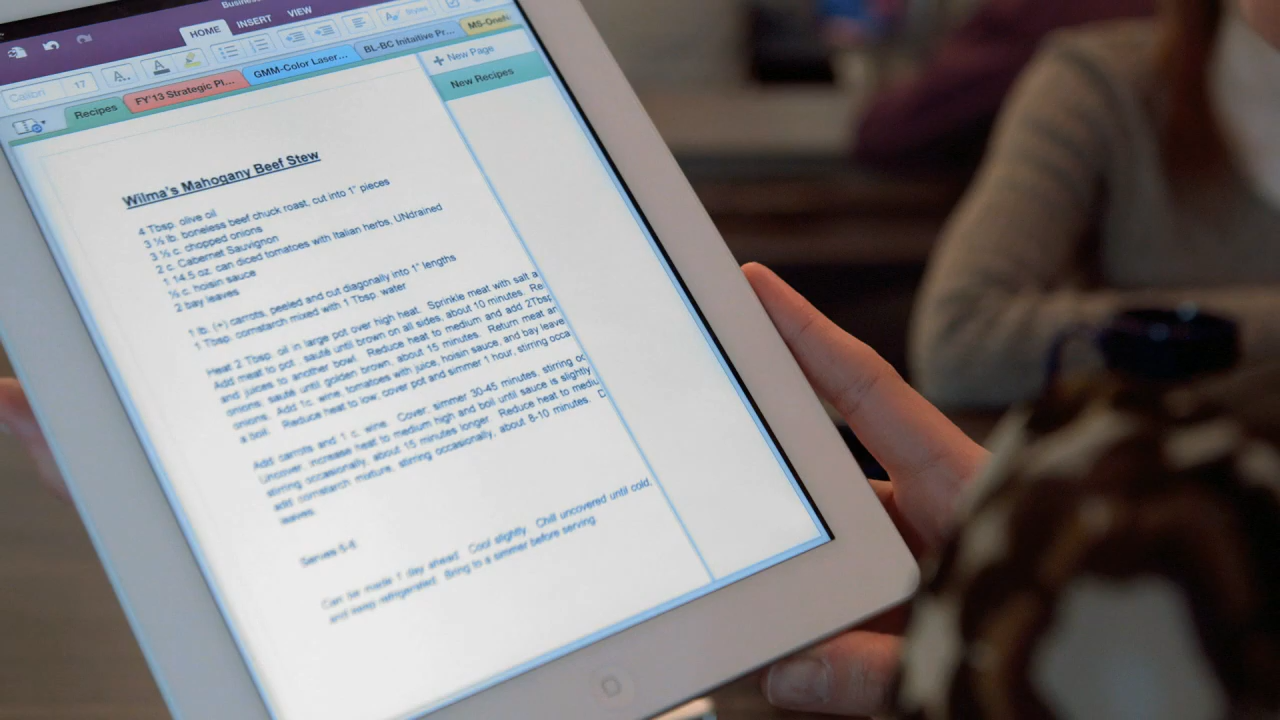 Business
HOME INSERT VIEW
Calibri 17 A.. A Styles
Recipes FY'13 Strategic Pl... GMM-Color Laser... BL-BC Initaitive Pr... MS-OneN
+ New Page
New Recipes
Wilma's Mahogany Beef Stew
4 Tbsp. olive oil
3 ½ lb. boneless beef chuck roast, cut into 1" pieces
3 ½ c. chopped onions
2 c. Cabernet Sauvignon
1 14.5 oz. can diced tomatoes with Italian herbs, UNdrained
½ c. hoisin sauce
2 bay leaves
1 lb. (+) carrots, peeled and cut diagonally into 1" lengths
1 Tbsp. cornstarch mixed with 1 Tbsp. water
Heat 2 Tbsp. oil in large pot over high heat. Sprinkle meat with salt a
Add meat to pot, sauté until brown on all sides, about 10 minutes. Re
and juices to another bowl. Reduce heat to medium and add 2Tbsp
onions, sauté until golden brown, about 15 minutes. Return meat an
onions. Add 1c. wine, tomatoes with juice, hoisin sauce, and bay leave
a boil. Reduce heat to low, cover pot and simmer 1 hour, stirring occa
Add carrots and 1 c. wine. Cover, simmer 30-45 minutes, stirring oc
Uncover, increase heat to medium high and boil until sauce is slightly
stirring occasionally, about 15 minutes longer. Reduce heat to mediu
add cornstarch mixture, stirring occasionally, about 8-10 minutes. D
leaves.
Serves 6-8.
Can be made 1 day ahead. Cool slightly. Chill uncovered until cold,
and keep refrigerated. Bring to a simmer before serving.